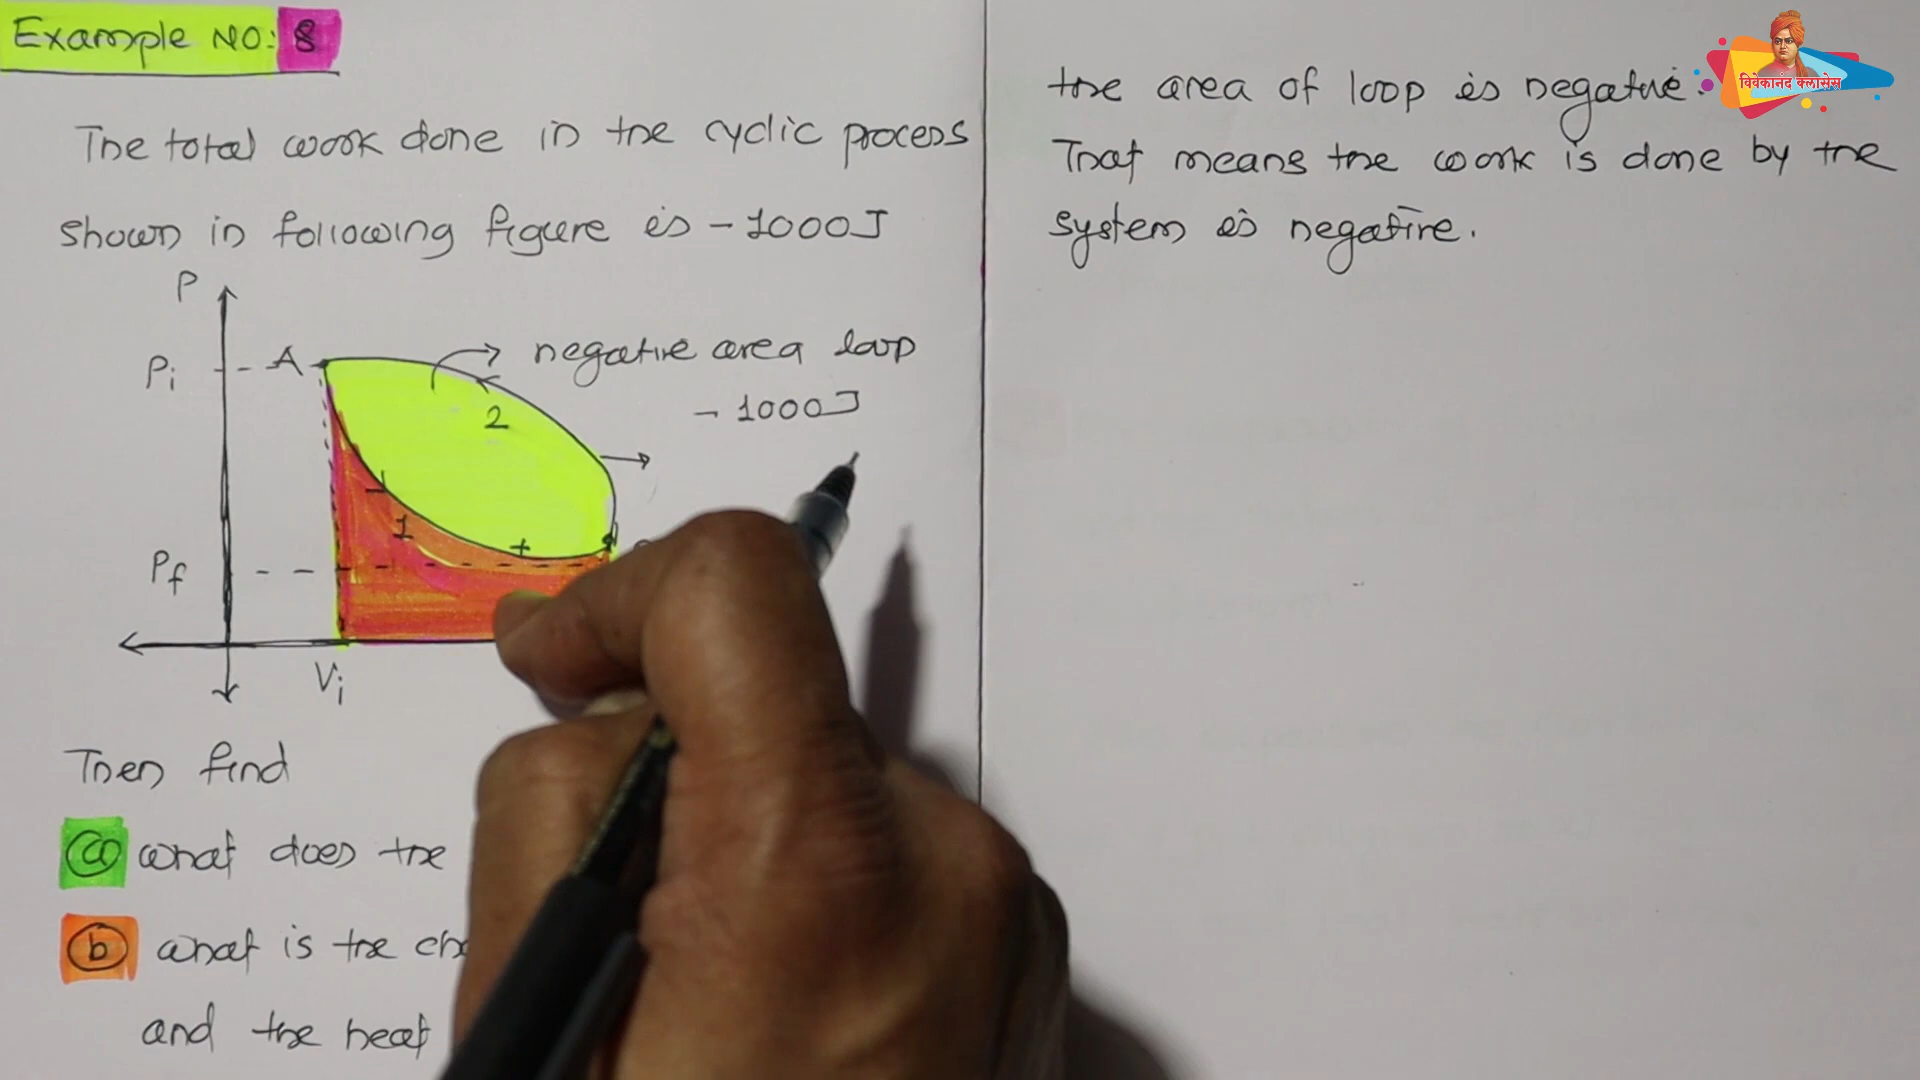 Example NO: 8
The total work done in the cyclic process
shown in following figure is - 1000J
P
Pi
A
negative area loop
- 1000J
2
1
+
Pf
Vi
Then find
(a) what does the
(b) what is the
and the heat
the area of loop is negative.
That means the work is done by the
system is negative.
विवेकानंद क्लासेस